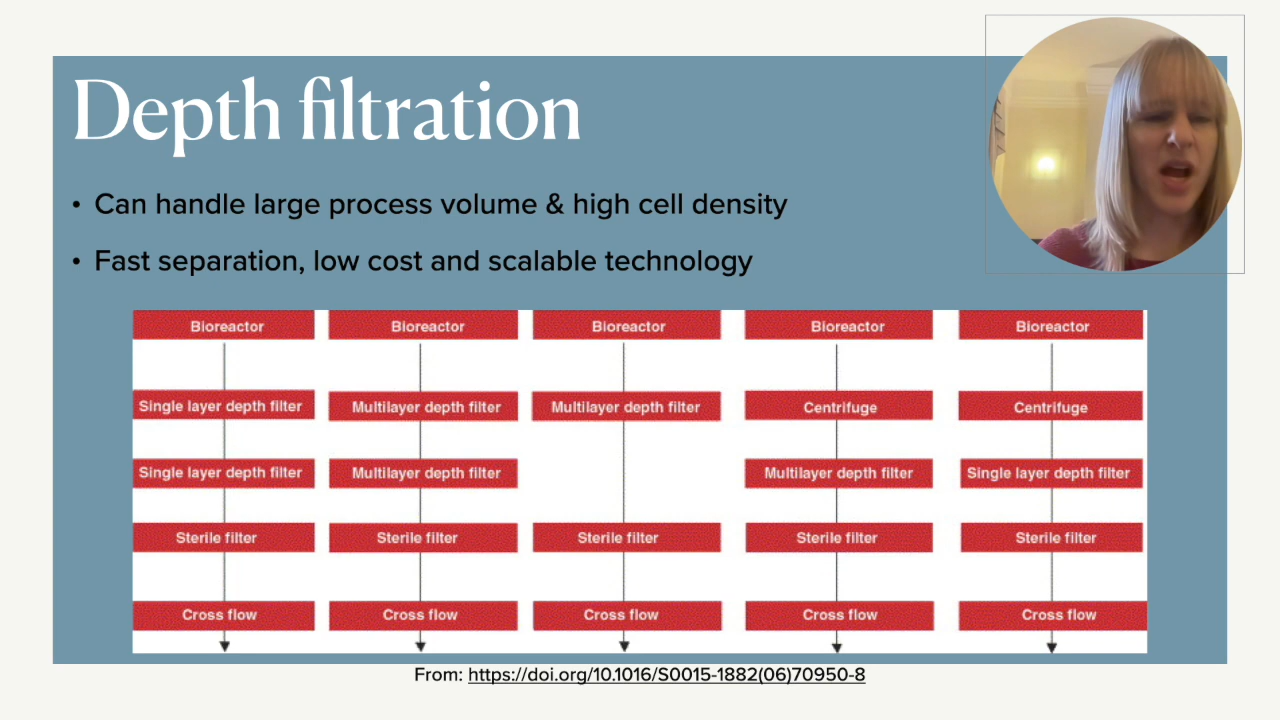 Depth filtration
• Can handle large process volume & high cell density
• Fast separation, low cost and scalable technology
Bioreactor Bioreactor Bioreactor Bioreactor Bioreactor
Single layer depth filter Multilayer depth filter Multilayer depth filter Centrifuge Centrifuge
Single layer depth filter Multilayer depth filter Multilayer depth filter Single layer depth filter
Sterile filter Sterile filter Sterile filter Sterile filter Sterile filter
Cross flow Cross flow Cross flow Cross flow Cross flow
From: https://doi.org/10.1016/S0015-1882(06)70950-8